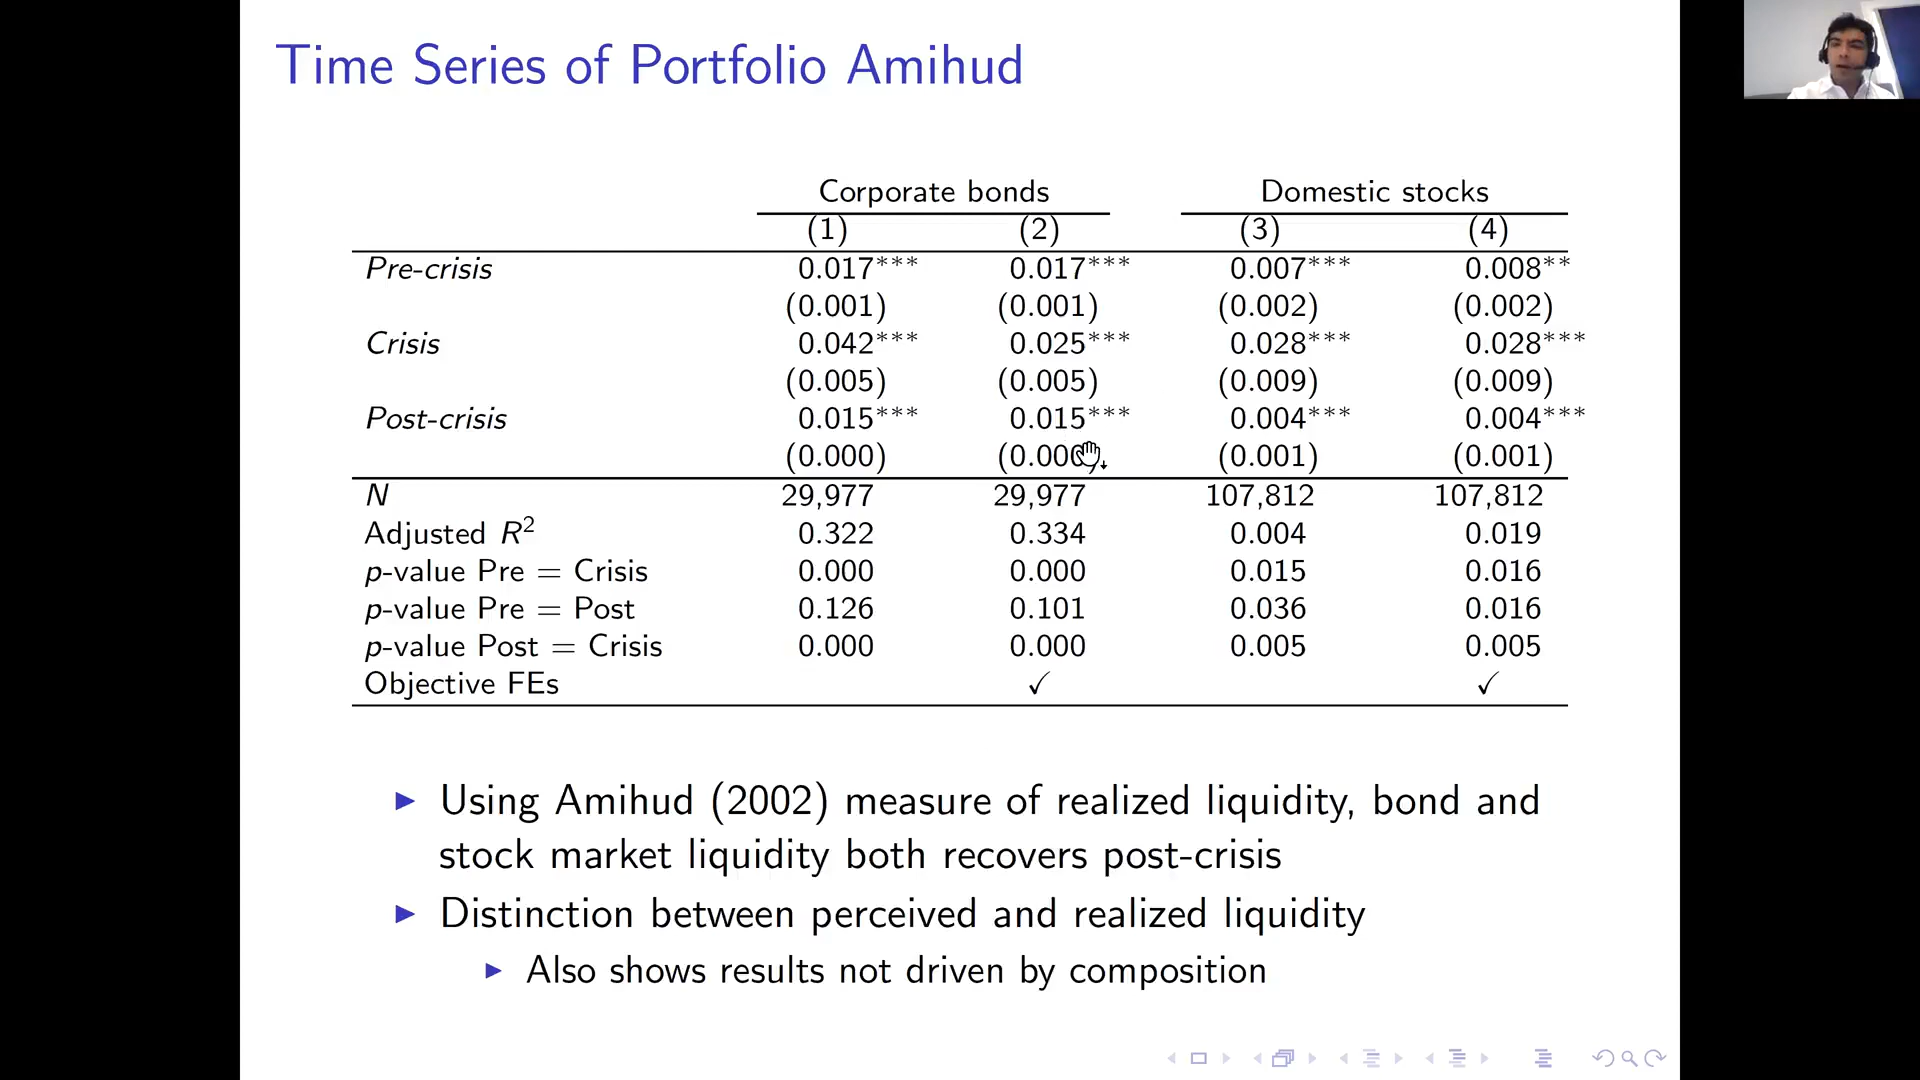 Time Series of Portfolio Amihud
Corporate bonds Domestic stocks
(1) (2) (3) (4)
Pre-crisis 0.017*** 0.017*** 0.007*** 0.008**
(0.001) (0.001) (0.002) (0.002)
Crisis 0.042*** 0.025*** 0.028*** 0.028***
(0.005) (0.005) (0.009) (0.009)
Post-crisis 0.015*** 0.015*** 0.004*** 0.004***
(0.000) (0.000) (0.001) (0.001)
N 29,977 29,977 107,812 107,812
Adjusted R² 0.322 0.334 0.004 0.019
p-value Pre = Crisis 0.000 0.000 0.015 0.016
p-value Pre = Post 0.126 0.101 0.036 0.016
p-value Post = Crisis 0.000 0.000 0.005 0.005
Objective FEs ✓ ✓
▶ Using Amihud (2002) measure of realized liquidity, bond and
stock market liquidity both recovers post-crisis
▶ Distinction between perceived and realized liquidity
▶ Also shows results not driven by composition